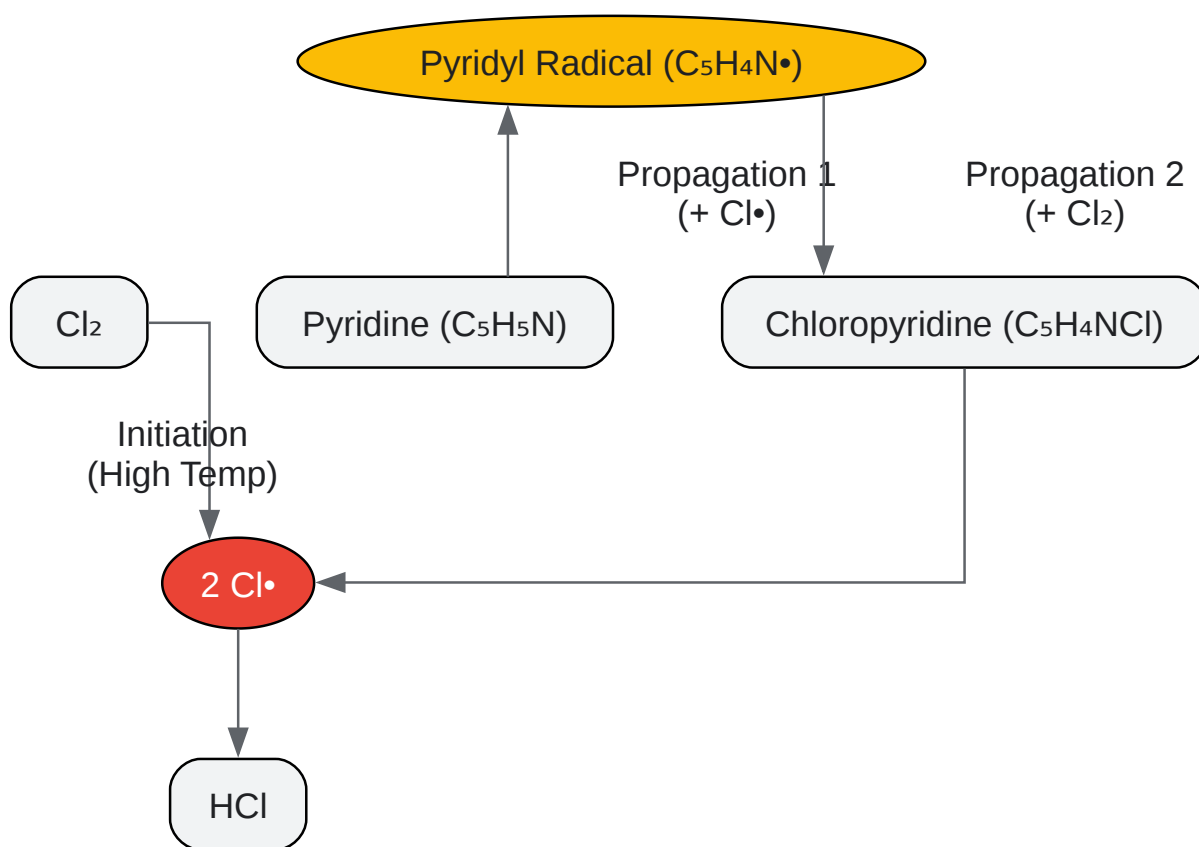 Pyridyl Radical (C₅H₄N•)
Propagation 1
(+ Cl•)
Propagation 2
(+ Cl₂)
Cl₂
Pyridine (C₅H₅N)
Chloropyridine (C₅H₄NCl)
Initiation
(High Temp)
2 Cl•
HCl